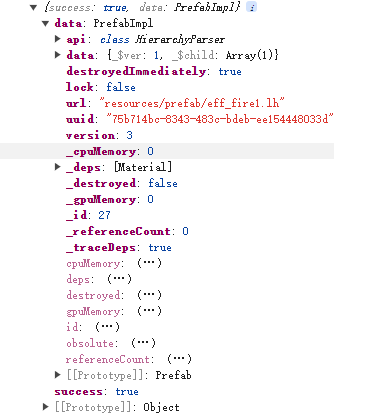 ▼ {success: true, data: PrefabImpl} i
▼ data: PrefabImpl
▶ api: class HierarchyParser
▶ data: {_$ver: 1, _$child: Array(1)}
destroyedImmediately: true
lock: false
url: "resources/prefab/eff_fire1.lh"
uuid: "75b714bc-8343-483c-bdeb-ee154448033d"
version: 3
_cpuMemory: 0
▶ _deps: [Material]
_destroyed: false
_gpuMemory: 0
_id: 27
_referenceCount: 0
_traceDeps: true
cpuMemory: (...)
deps: (...)
destroyed: (...)
gpuMemory: (...)
id: (...)
obsolute: (...)
referenceCount: (...)
▶ [[Prototype]]: Prefab
success: true
▶ [[Prototype]]: Object